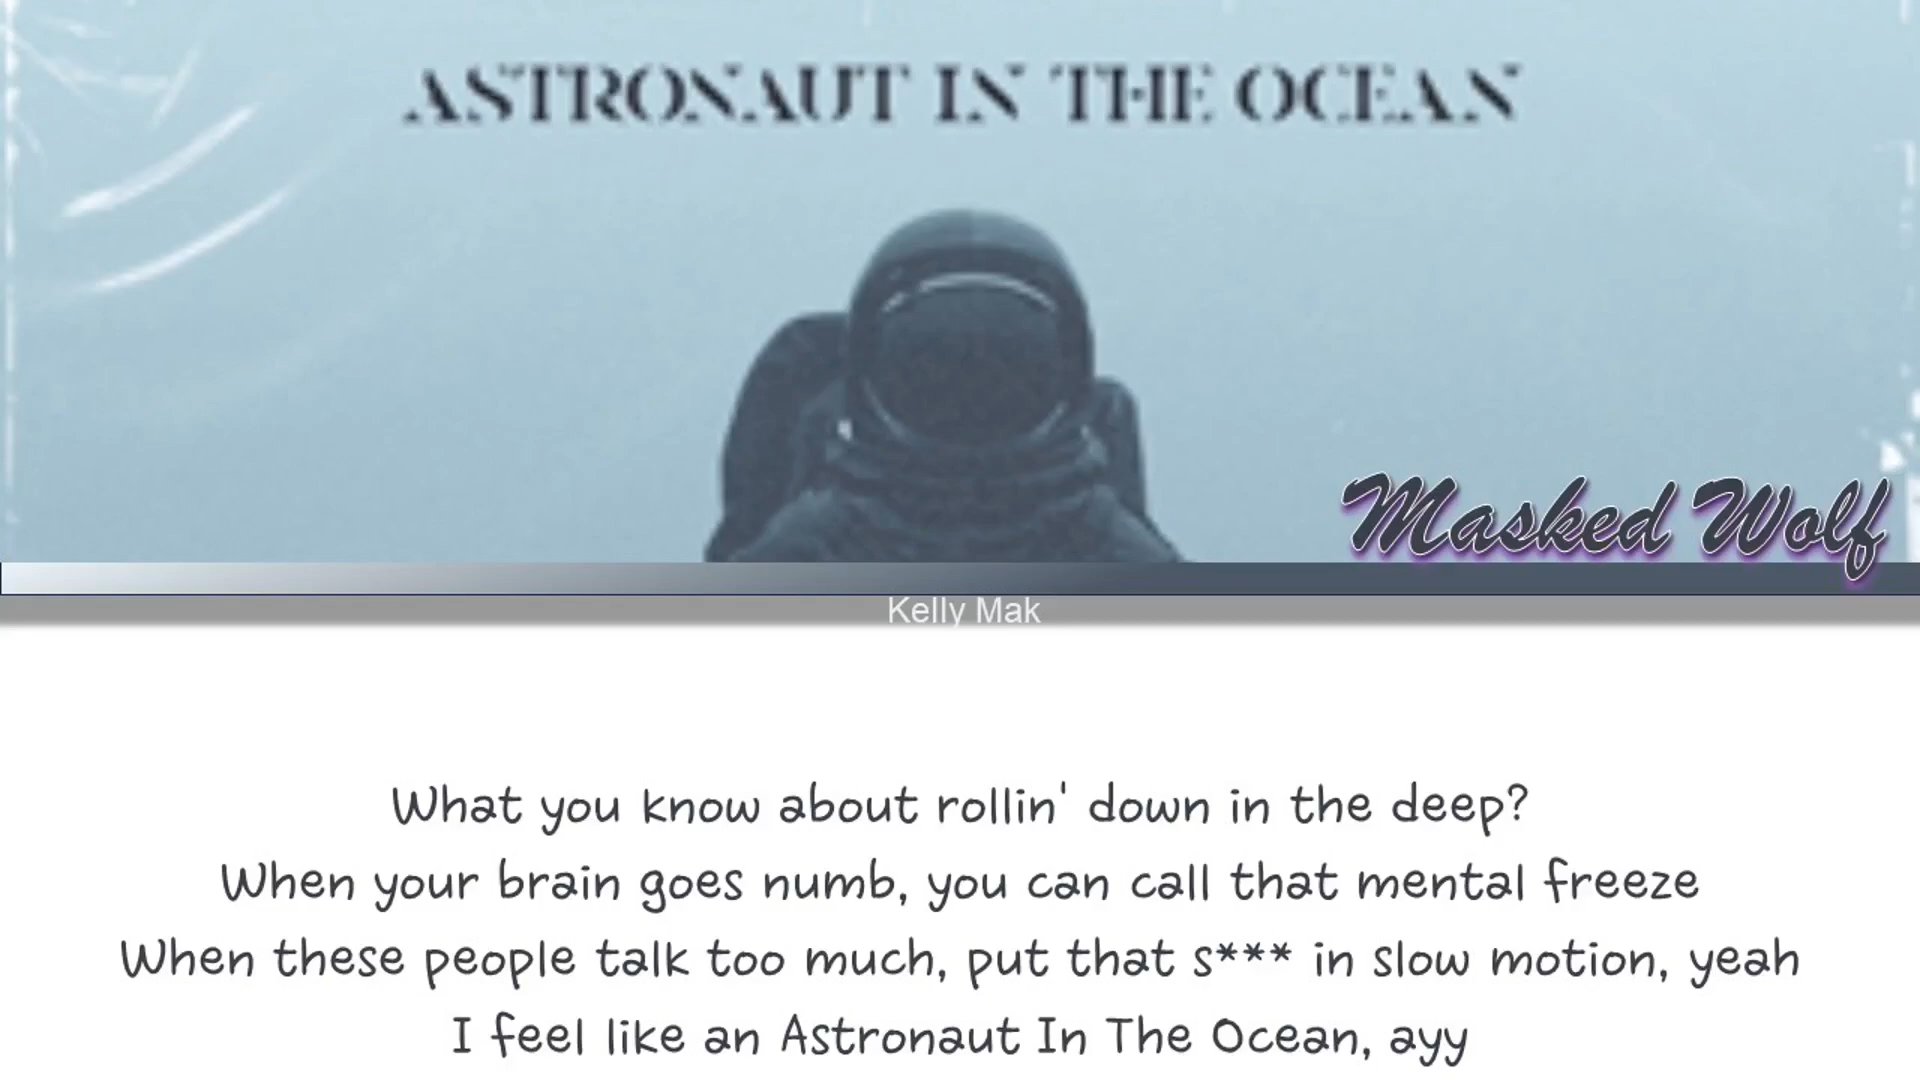 ASTRONAUT IN THE OCEAN
Masked Wolf
Kelly Mak
What you know about rollin' down in the deep?
When your brain goes numb, you can call that mental freeze
When these people talk too much, put that s*** in slow motion, yeah
I feel like an Astronaut In The Ocean, ayy